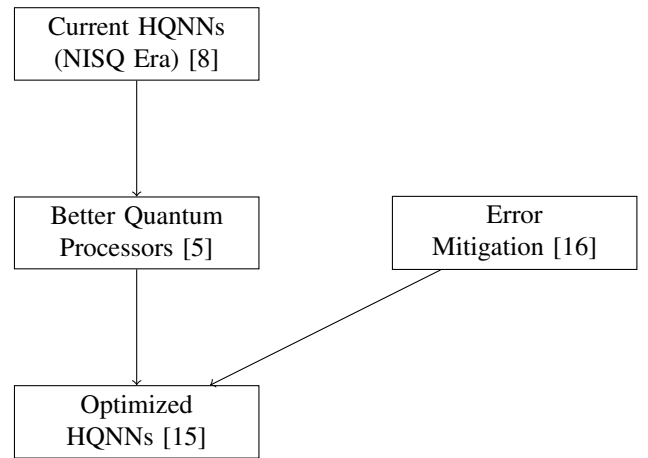 Current HQNNs
(NISQ Era) [8]
Better Quantum
Processors [5]
Error
Mitigation [16]
Optimized
HQNNs [15]